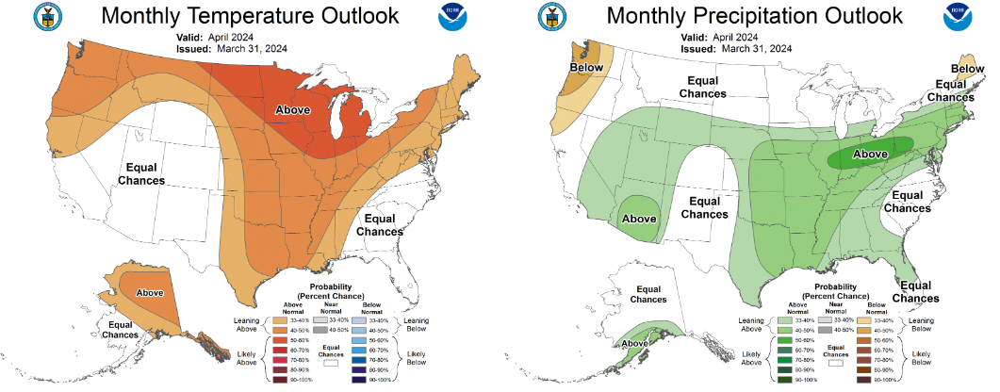 Monthly Temperature Outlook
Valid: April 2024
Issued: March 31, 2024
noaa
Above
Equal
Chances
Equal
Chances
Above
Equal
Chances
Probability
(Percent Chance)
Above
Normal
Near
Normal
Below
Normal
Leaning
Above
33-40%
33-40%
33-40%
Leaning
Below
40-50%
40-50%
40-50%
50-60%
50-60%
Likely
Above
60-70%
Equal
Chances
60-70%
Likely
Below
70-80%
70-80%
80-90%
80-90%
90-100%
90-100%
Monthly Precipitation Outlook
Valid: April 2024
Issued: March 31, 2024
noaa
Below
Equal
Chances
Below
Equal
Chances
Above
Above
Equal
Chances
Equal
Chances
Equal
Chances
Equal
Chances
Above
Probability
(Percent Chance)
Above
Normal
Near
Normal
Below
Normal
Leaning
Above
33-40%
33-40%
33-40%
Leaning
Below
40-50%
40-50%
40-50%
50-60%
50-60%
Likely
Above
60-70%
Equal
Chances
60-70%
Likely
Below
70-80%
70-80%
80-90%
80-90%
90-100%
90-100%